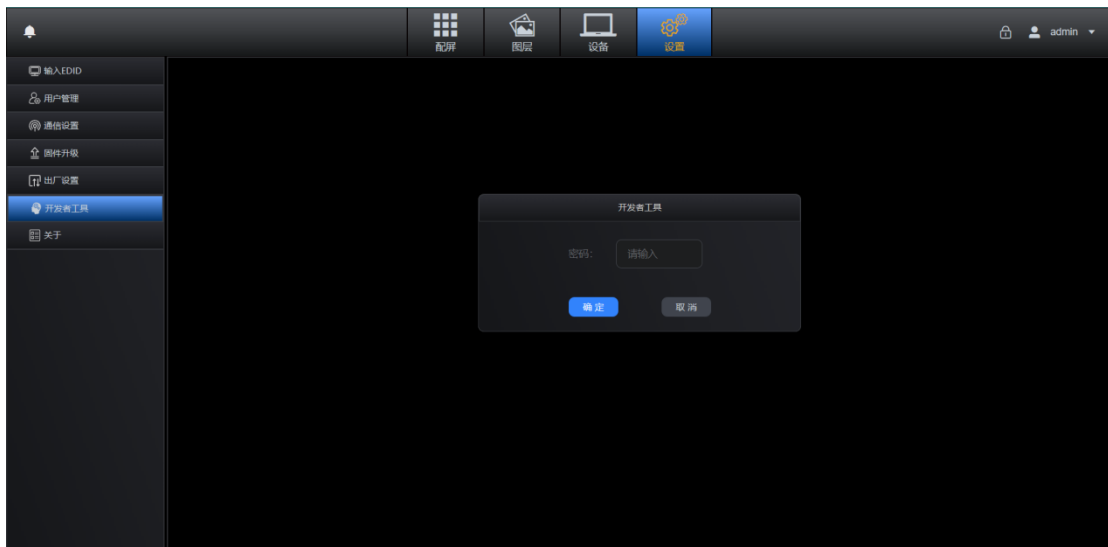 配屏
图层
设备
设置
admin
输入EDID
用户管理
通信设置
固件升级
出厂设置
开发者工具
关于
开发者工具
密码:
请输入
确定
取消